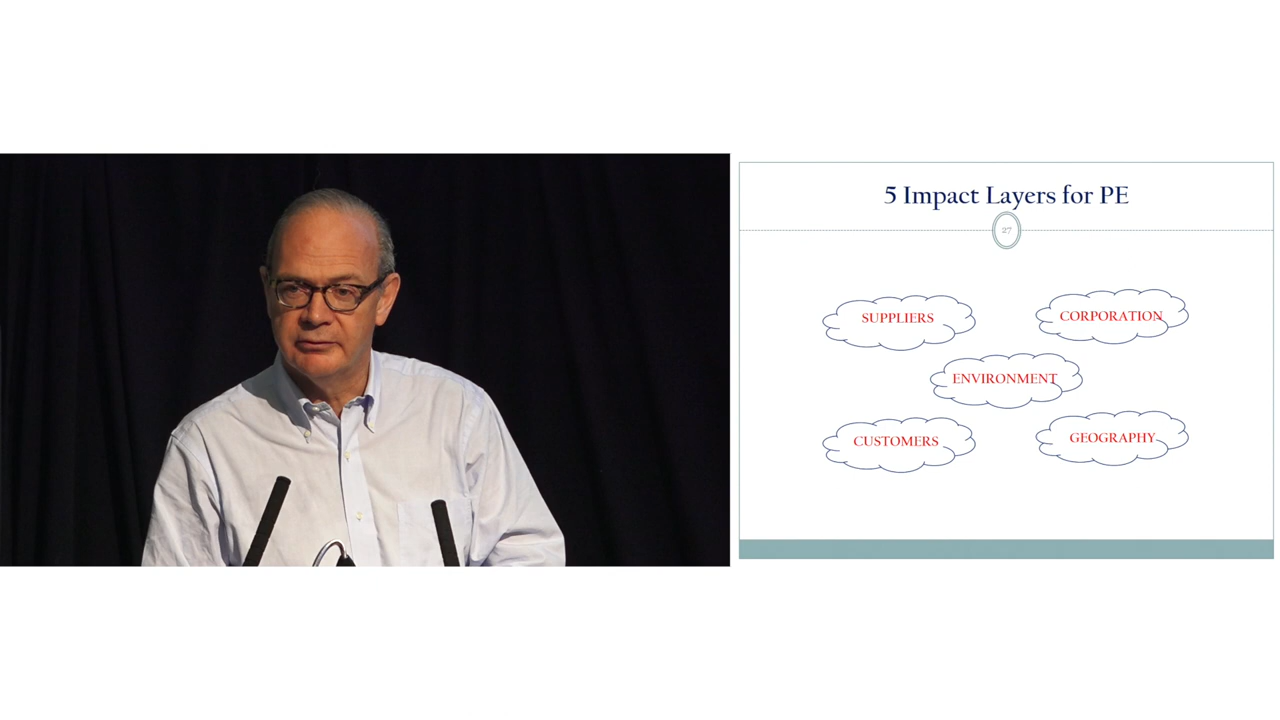 5 Impact Layers for PE
27
SUPPLIERS
CORPORATION
ENVIRONMENT
CUSTOMERS
GEOGRAPHY